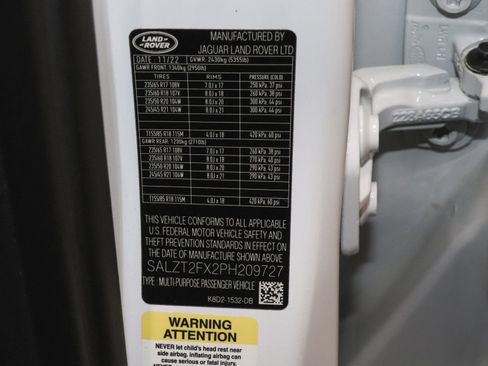 LAND-
ROVER
MANUFACTURED BY
JAGUAR LAND ROVER LTD
DATE : 11/22 GVWR: 2430kg (5355lb)
GAWR FRONT: 1340kg (2950lb)
TIRES RIMS PRESSURE (COLD)
235/65 R17 108V 7.0J x 17 250 kPa, 37 psi
235/60 R18 107V 8.0J x 18 260 kPa, 38 psi
235/50 R20 104W 8.0J x 20 300 kPa, 44 psi
245/45 R21 104W 8.0J x 21 300 kPa, 44 psi
T155/85 R18 115M 4.0J x 18 420 kPa, 60 psi
GAWR REAR: 1230kg (2710lb)
235/65 R17 108V 7.0J x 17 260 kPa, 38 psi
235/60 R18 107V 8.0J x 18 270 kPa, 40 psi
235/50 R20 104W 8.0J x 20 290 kPa, 43 psi
245/45 R21 104W 8.0J x 21 290 kPa, 43 psi
T155/85 R18 115M 4.0J x 18 420 kPa, 60 psi
THIS VEHICLE CONFORMS TO ALL APPLICABLE
U.S. FEDERAL MOTOR VEHICLE SAFETY AND
THEFT PREVENTION STANDARDS IN EFFECT ON
THE DATE OF MANUFACTURE SHOWN ABOVE
SALZT2FX2PH209727
TYPE : MULTI-PURPOSE PASSENGER VEHICLE
K8D2-1532-DB
WARNING
ATTENTION
NEVER let child's head rest near
side airbag. Inflating airbag can
cause serious or fatal injury.